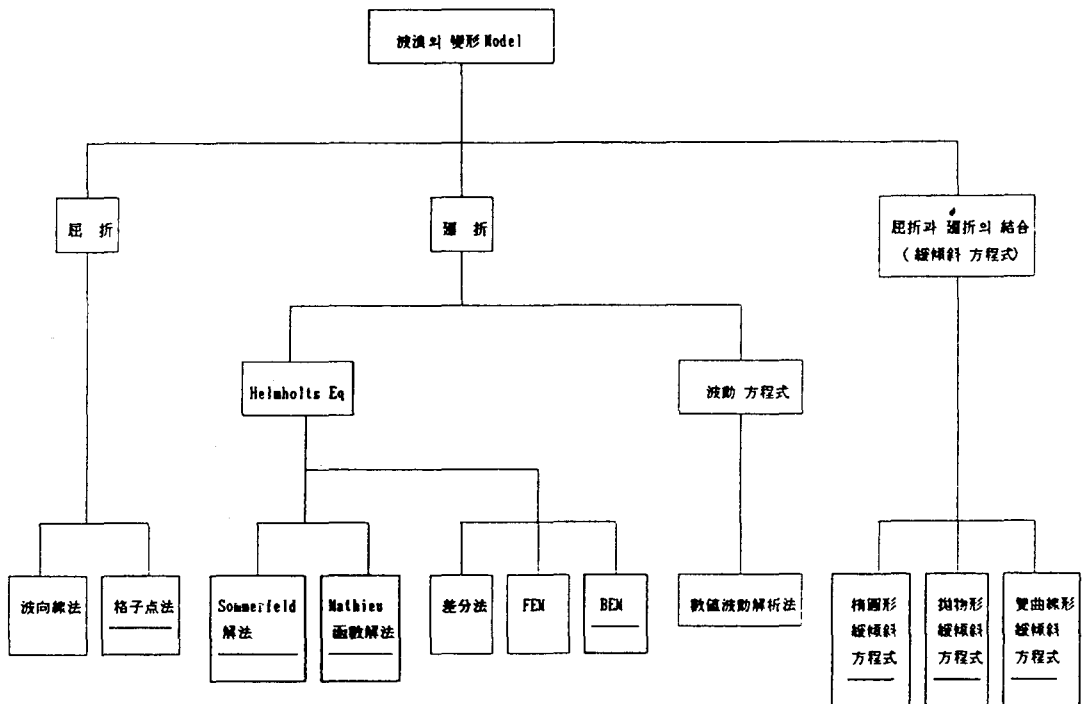 波浪의 變形 Model
屈 折
廻 折
屈折과 廻折의 結合
( 緩傾斜 方程式)
Helmholts Eq
波動 方程式
波向線法
格子点法
Sommerfeld
解法
Mathieu
函數解法
差分法
FEM
BEM
數値波動解析法
楕圓形
緩傾斜
方程式
抛物形
緩傾斜
方程式
雙曲線形
緩傾斜
方程式